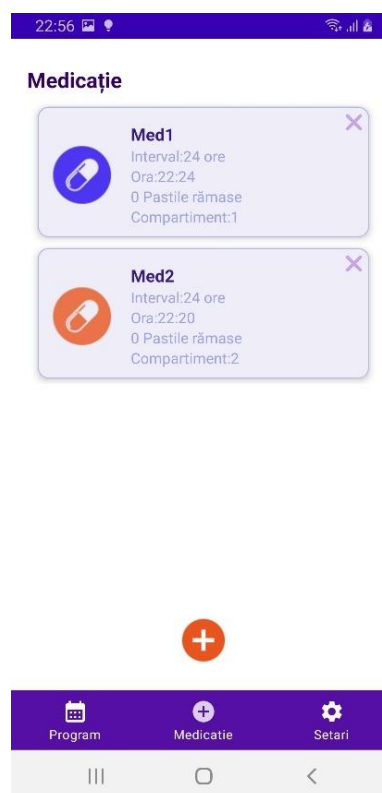 22:56
Medicație
Med1
Interval:24 ore
Ora:22:24
0 Pastile rămase
Compartiment:1
Med2
Interval:24 ore
Ora:22:20
0 Pastile rămase
Compartiment:2
Program
Medicatie
Setari